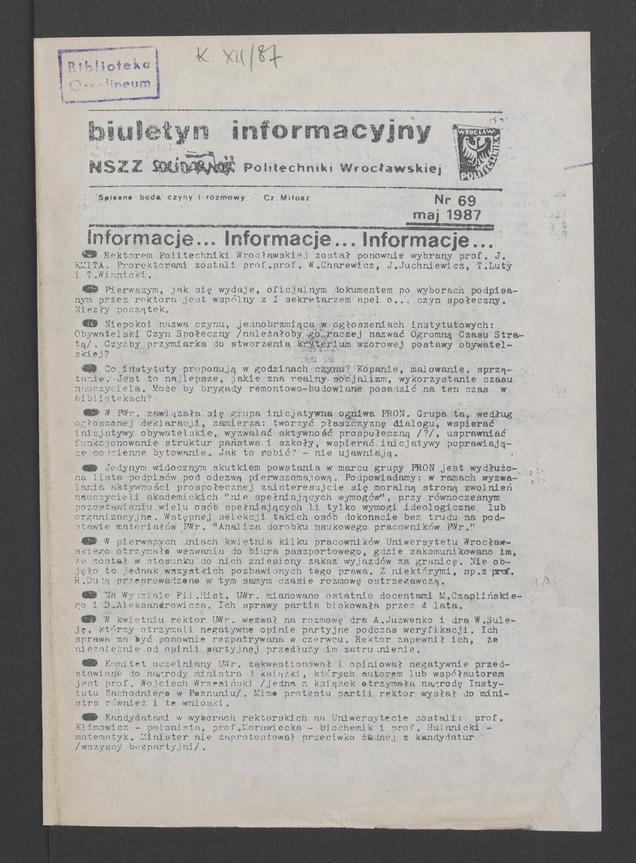 K XII/87
Biblioteka
Ossolineum
biuletyn informacyjny
NSZZ SOLIDARNOŚĆ Politechniki Wrocławskiej
WROCŁAW
POLITECHNIKA
"Spisane będą czyny i rozmowy" Cz. Miłosz
Nr 69
maj 1987
Informacje... Informacje... Informacje...
Rektorem Politechniki Wrocławskiej został ponownie wybrany prof. J.
KMITA. Prorektorami zostali prof.prof. W.Charewicz, J.Juchniewicz, T.Luty
i T.Winnicki.
Pierwszym, jak się wydaje, oficjalnym dokumentem po wyborach podpisa-
nym przez rektora jest wspólny z I sekretarzem apel o... czyn społeczny.
Niezły początek.
Niepokoi nazwa czynu, jednobrzmiąca w ogłoszeniach instytutowych:
Obywatelski Czyn Społeczny /należałoby go raczej nazwać Ogromną Czasu Stra-
tą/. Czyżby przymiarka do stworzenia kryterium wzorowej postawy obywatel-
skiej?
Co instytuty proponują w godzinach czynu? Kopanie, malowanie, sprzą-
tanie. Jest to najlepsze, jakie zna realny socjalizm, wykorzystanie czasu
nauczyciela. Może by brygady remontowo-budowlane posadzić na ten czas w
bibliotekach?
W PWr. zawiązała się grupa inicjatywna ogniwa PRON. Grupa ta, według
ogłoszonej deklaracji, zamierza: tworzyć płaszczyznę dialogu, wspierać
inicjatywy obywatelskie, wyzwalać aktywność prospołeczną /?/, usprawniać
funkcjonowanie struktur państwa i szkoły, wspierać inicjatywy poprawiają-
ce codzienne bytowanie. Jak to robić? - nie ujawniają.
Jedynym widocznym skutkiem powstania w marcu grupy PRON jest wydłużo-
na lista podpisów pod odezwą pierwszomajową. Podpowiadamy: w ramach wyzwa-
lania aktywności prospołecznej zainteresujcie się moralną stroną zwolnień
nauczycieli akademickich "nie spełniających wymogów", przy równoczesnym
pozostawieniu wielu osób spełniających li tylko wymogi ideologiczne lub
organizacyjne. Wstępnej selekcji takich osób dokonacie bez trudu na pod-
stawie materiałów PWr. "Analiza dorobku naukowego pracowników PWr."
W pierwszych dniach kwietnia kilku pracowników Uniwersytetu Wrocław-
skiego otrzymało wezwania do biura paszportowego, gdzie zakomunikowano im,
że został w stosunku do nich zniesiony zakaz wyjazdów za granicę. Nie ob-
jęło to jednak wszystkich pozbawionych tego prawa. Z niektórymi, np.z prof.
R.Dudą przeprowadzono w tym samym czasie rozmowę ostrzegawczą.
Na Wydziale Fil.Hist. UWr. mianowano ostatnio docentami M.Czaplińskie-
go i D.Aleksandrowicza. Ich sprawy partia blokowała przez 4 lata.
W kwietniu rektor UWr. wezwał na rozmowę dra A.Juzwenko i dra W.Sule-
ję, którzy otrzymali negatywne opinie partyjne podczas weryfikacji. Ich
sprawa ma być ponownie rozpatrywana w czerwcu. Rektor zapewnił ich, że
niezależnie od opinii partyjnej przedłuży im zatrudnienie.
Komitet uczelniany UWr. zakwestionował i opiniował negatywnie przed-
stawione do nagrody ministra książki, których autorem lub współautorem
jest prof. Wojciech Wrzesiński /jedna z książek otrzymała nagrodę Insty-
tutu Zachodniego w Poznaniu/. Mimo protestu partii rektor wysłał do mini-
stra również i te wnioski.
Kandydatami w wyborach rektorskich na Uniwersytecie zostali: prof.
Klimowicz - polonista, prof.Morawiecka - biochemik i prof. Hulanicki -
matematyk. Minister nie zaprotestował przeciwko żadnej z kandydatur
/wszyscy bezpartyjni/.